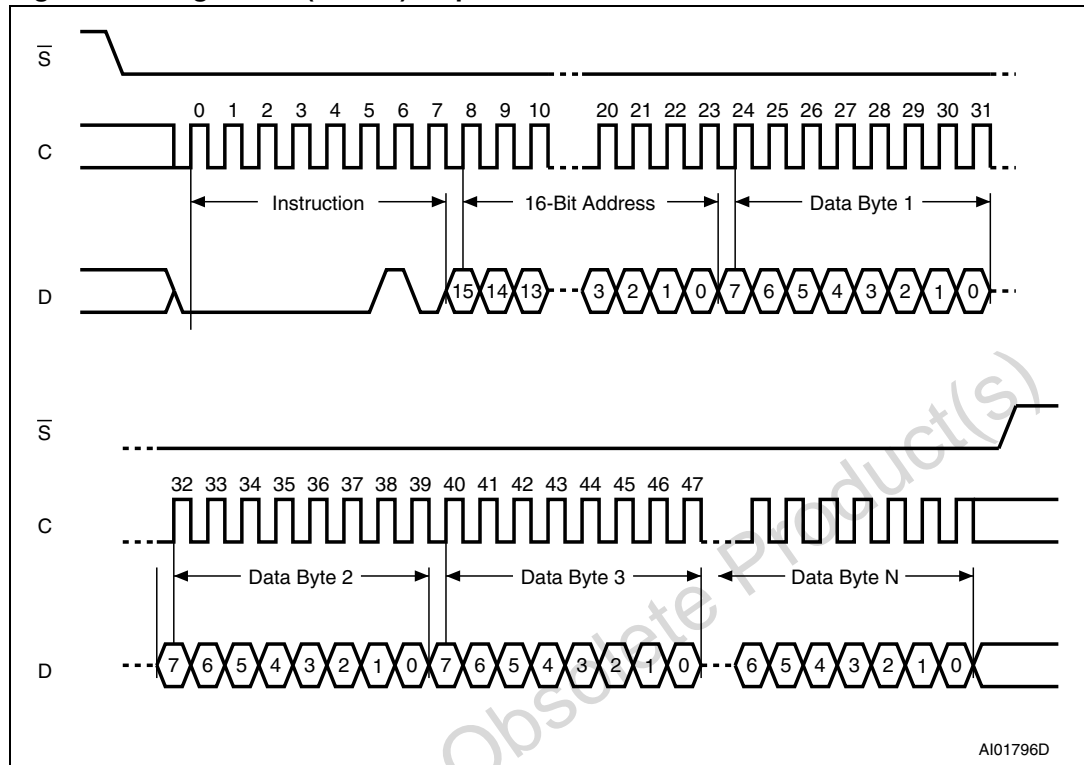 S
0 1 2 3 4 5 6 7 8 9 10 20 21 22 23 24 25 26 27 28 29 30 31
C
Instruction 16-Bit Address Data Byte 1
D 15 14 13 3 2 1 0 7 6 5 4 3 2 1 0
S
32 33 34 35 36 37 38 39 40 41 42 43 44 45 46 47
C
Data Byte 2 Data Byte 3 Data Byte N
D 7 6 5 4 3 2 1 0 7 6 5 4 3 2 1 0 6 5 4 3 2 1 0
Obsolete Product(s)
AI01796D